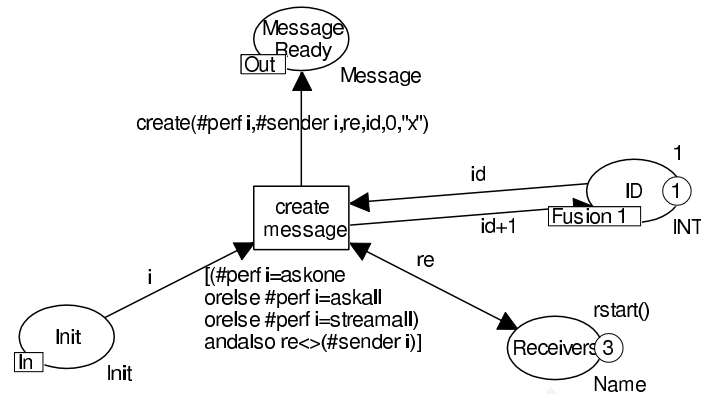 Message
Ready
Out
Message
create(#perf i,#sender i,re,id,0,"x")
1
id
ID
1
Fusion 1
INT
create
message
id+1
re
i
[(#perf i=askone
orelse #perf i=askall
orelse #perf i=streamall)
andalso re<>(#sender i)]
rstart()
Init
In
Init
Receivers
3
Name